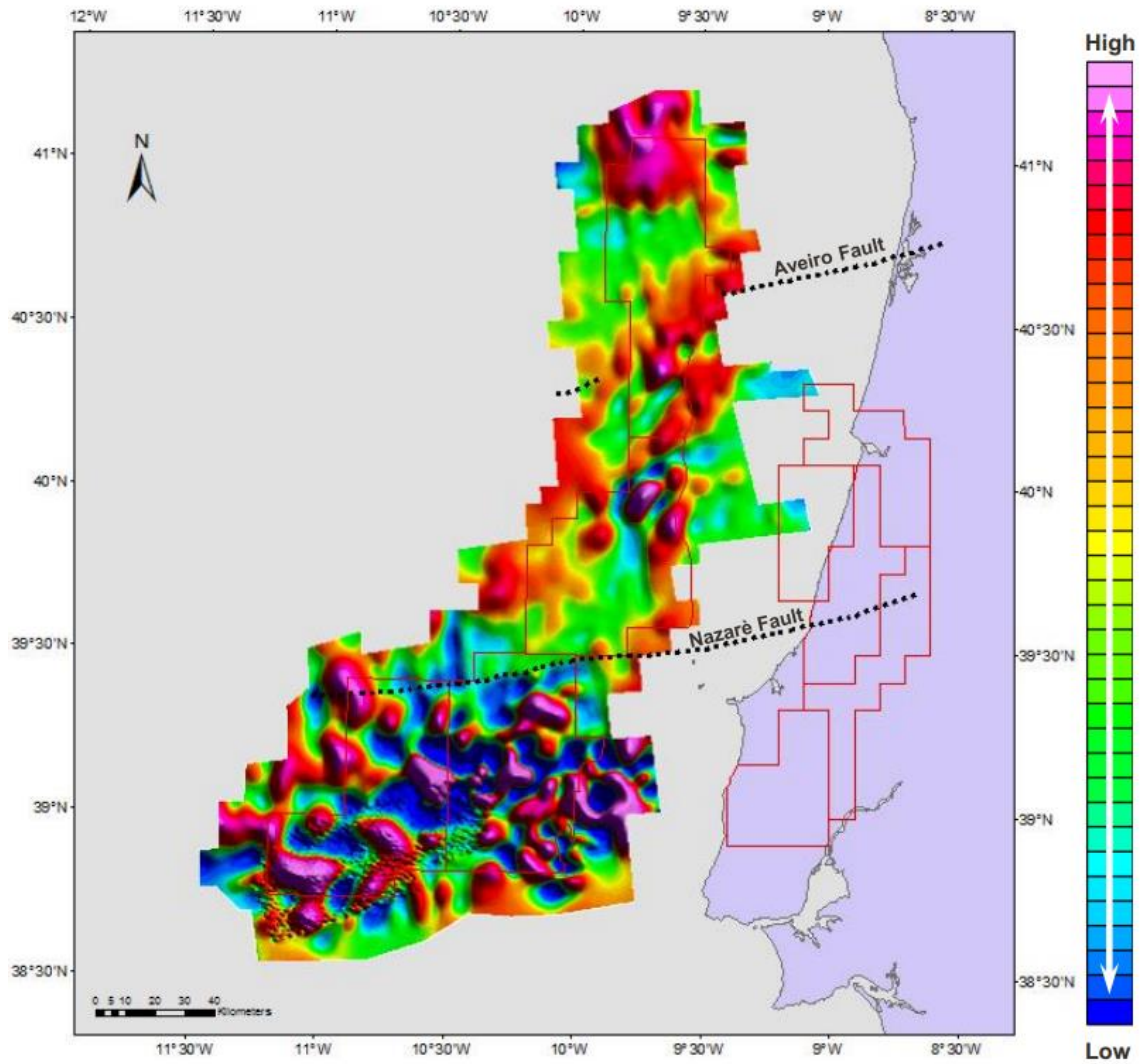 12°W 11°30'W 11°W 10°30'W 10°W 9°30'W 9°W 8°30'W
High
N
41°N 41°N
Aveiro Fault
40°30'N 40°30'N
40°N 40°N
Nazarè Fault
39°30'N 39°30'N
39°N 39°N
38°30'N 38°30'N
0 5 10 20 30 40
Kilometers
11°30'W 11°W 10°30'W 10°W 9°30'W 9°W 8°30'W
Low